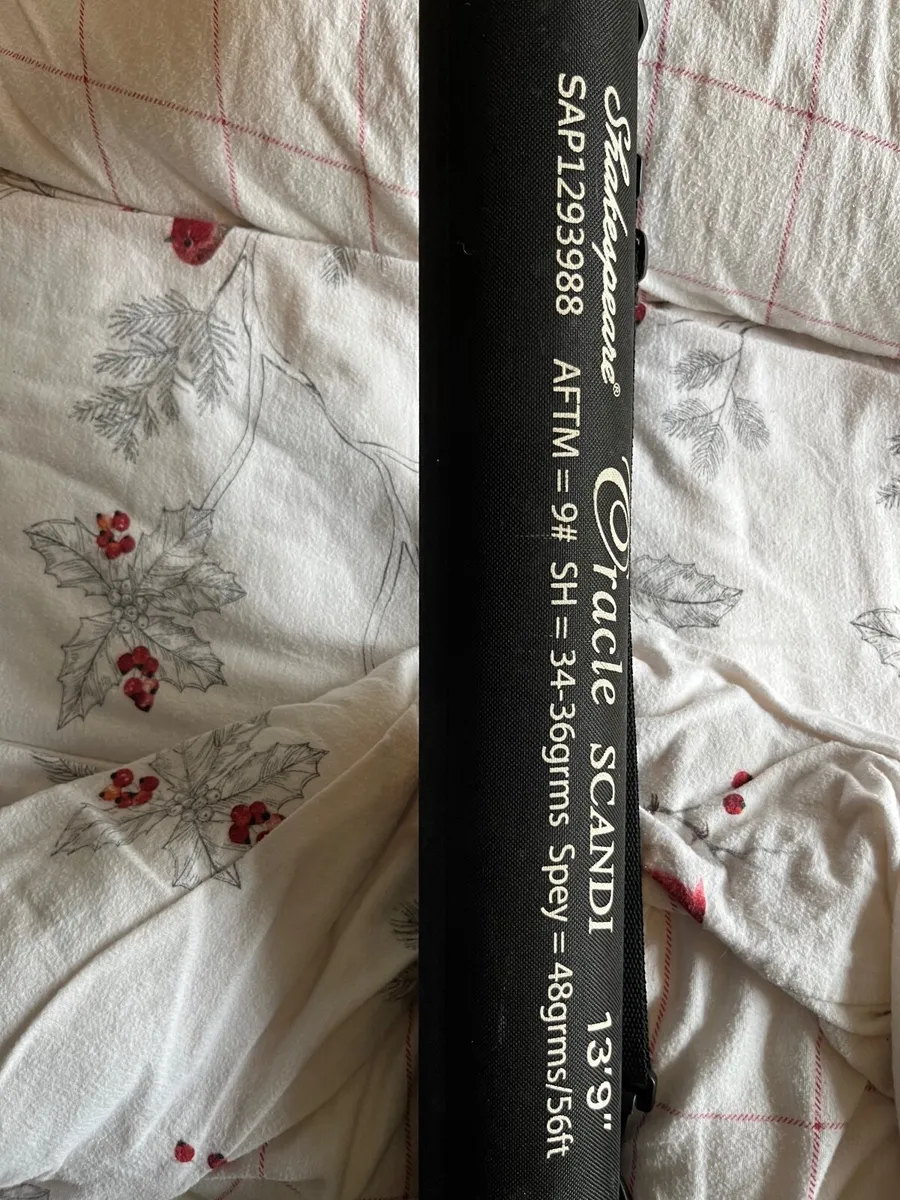 Shakespeare® Oracle SCANDI 13'9"
SAP1293988 AFTM = 9# SH = 34-36grms Spey = 48grms/56ft